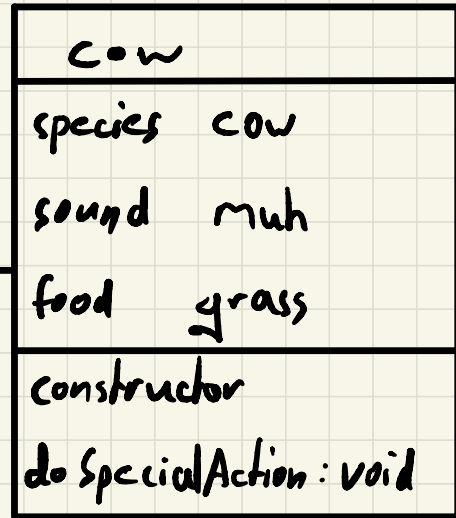 cow
species cow
sound muh
food grass
constructor
doSpecialAction: void